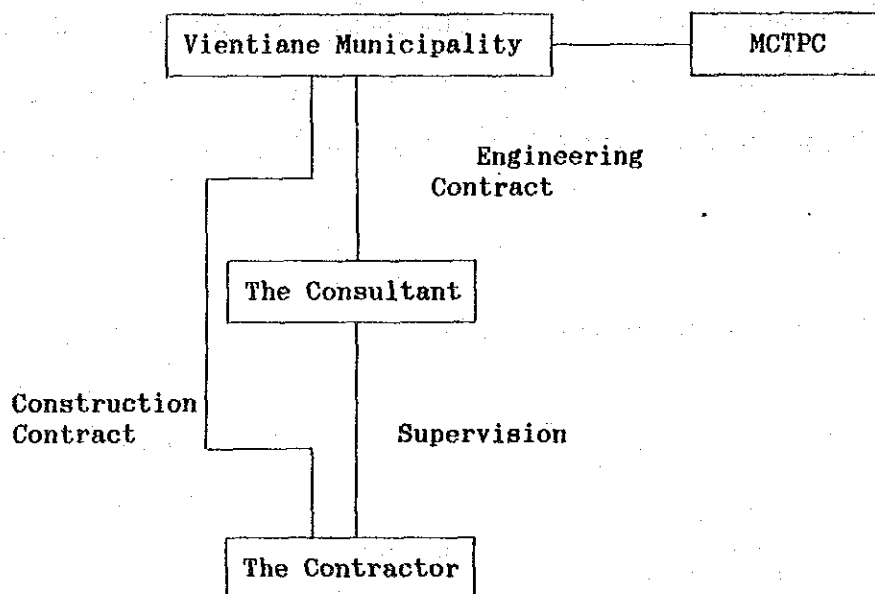 Vientiane Municipality
MCTPC
Engineering
Contract
The Consultant
Construction
Contract
Supervision
The Contractor